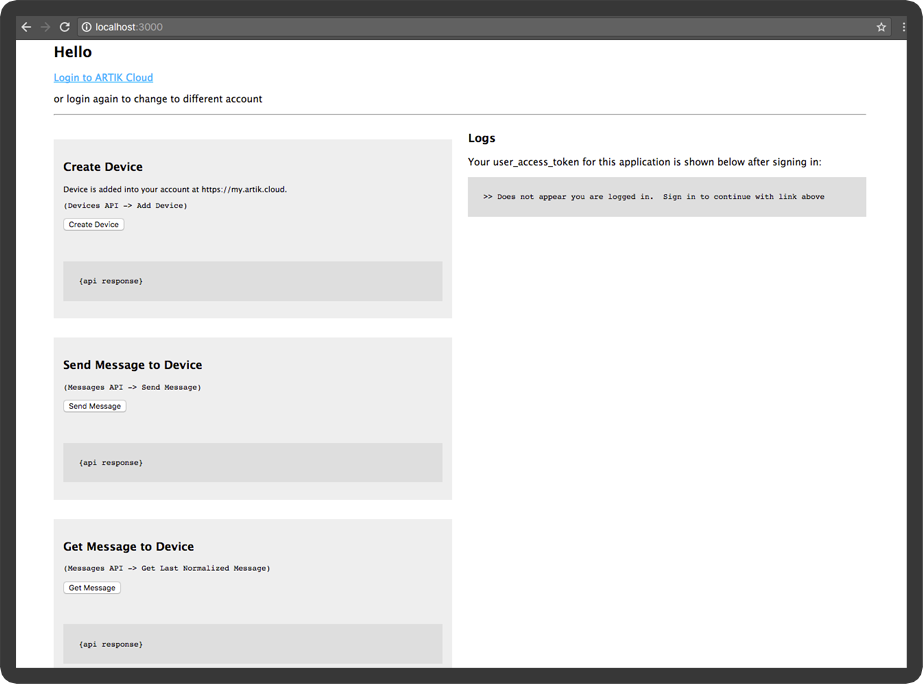 localhost:3000
Hello
Login to ARTIK Cloud
or login again to change to different account
Create Device
Device is added into your account at https://my.artik.cloud.
(Devices API -> Add Device)
Create Device
{api response}
Send Message to Device
(Messages API -> Send Message)
Send Message
{api response}
Get Message to Device
(Messages API -> Get Last Normalized Message)
Get Message
{api response}
Logs
Your user_access_token for this application is shown below after signing in:
>> Does not appear you are logged in.  Sign in to continue with link above